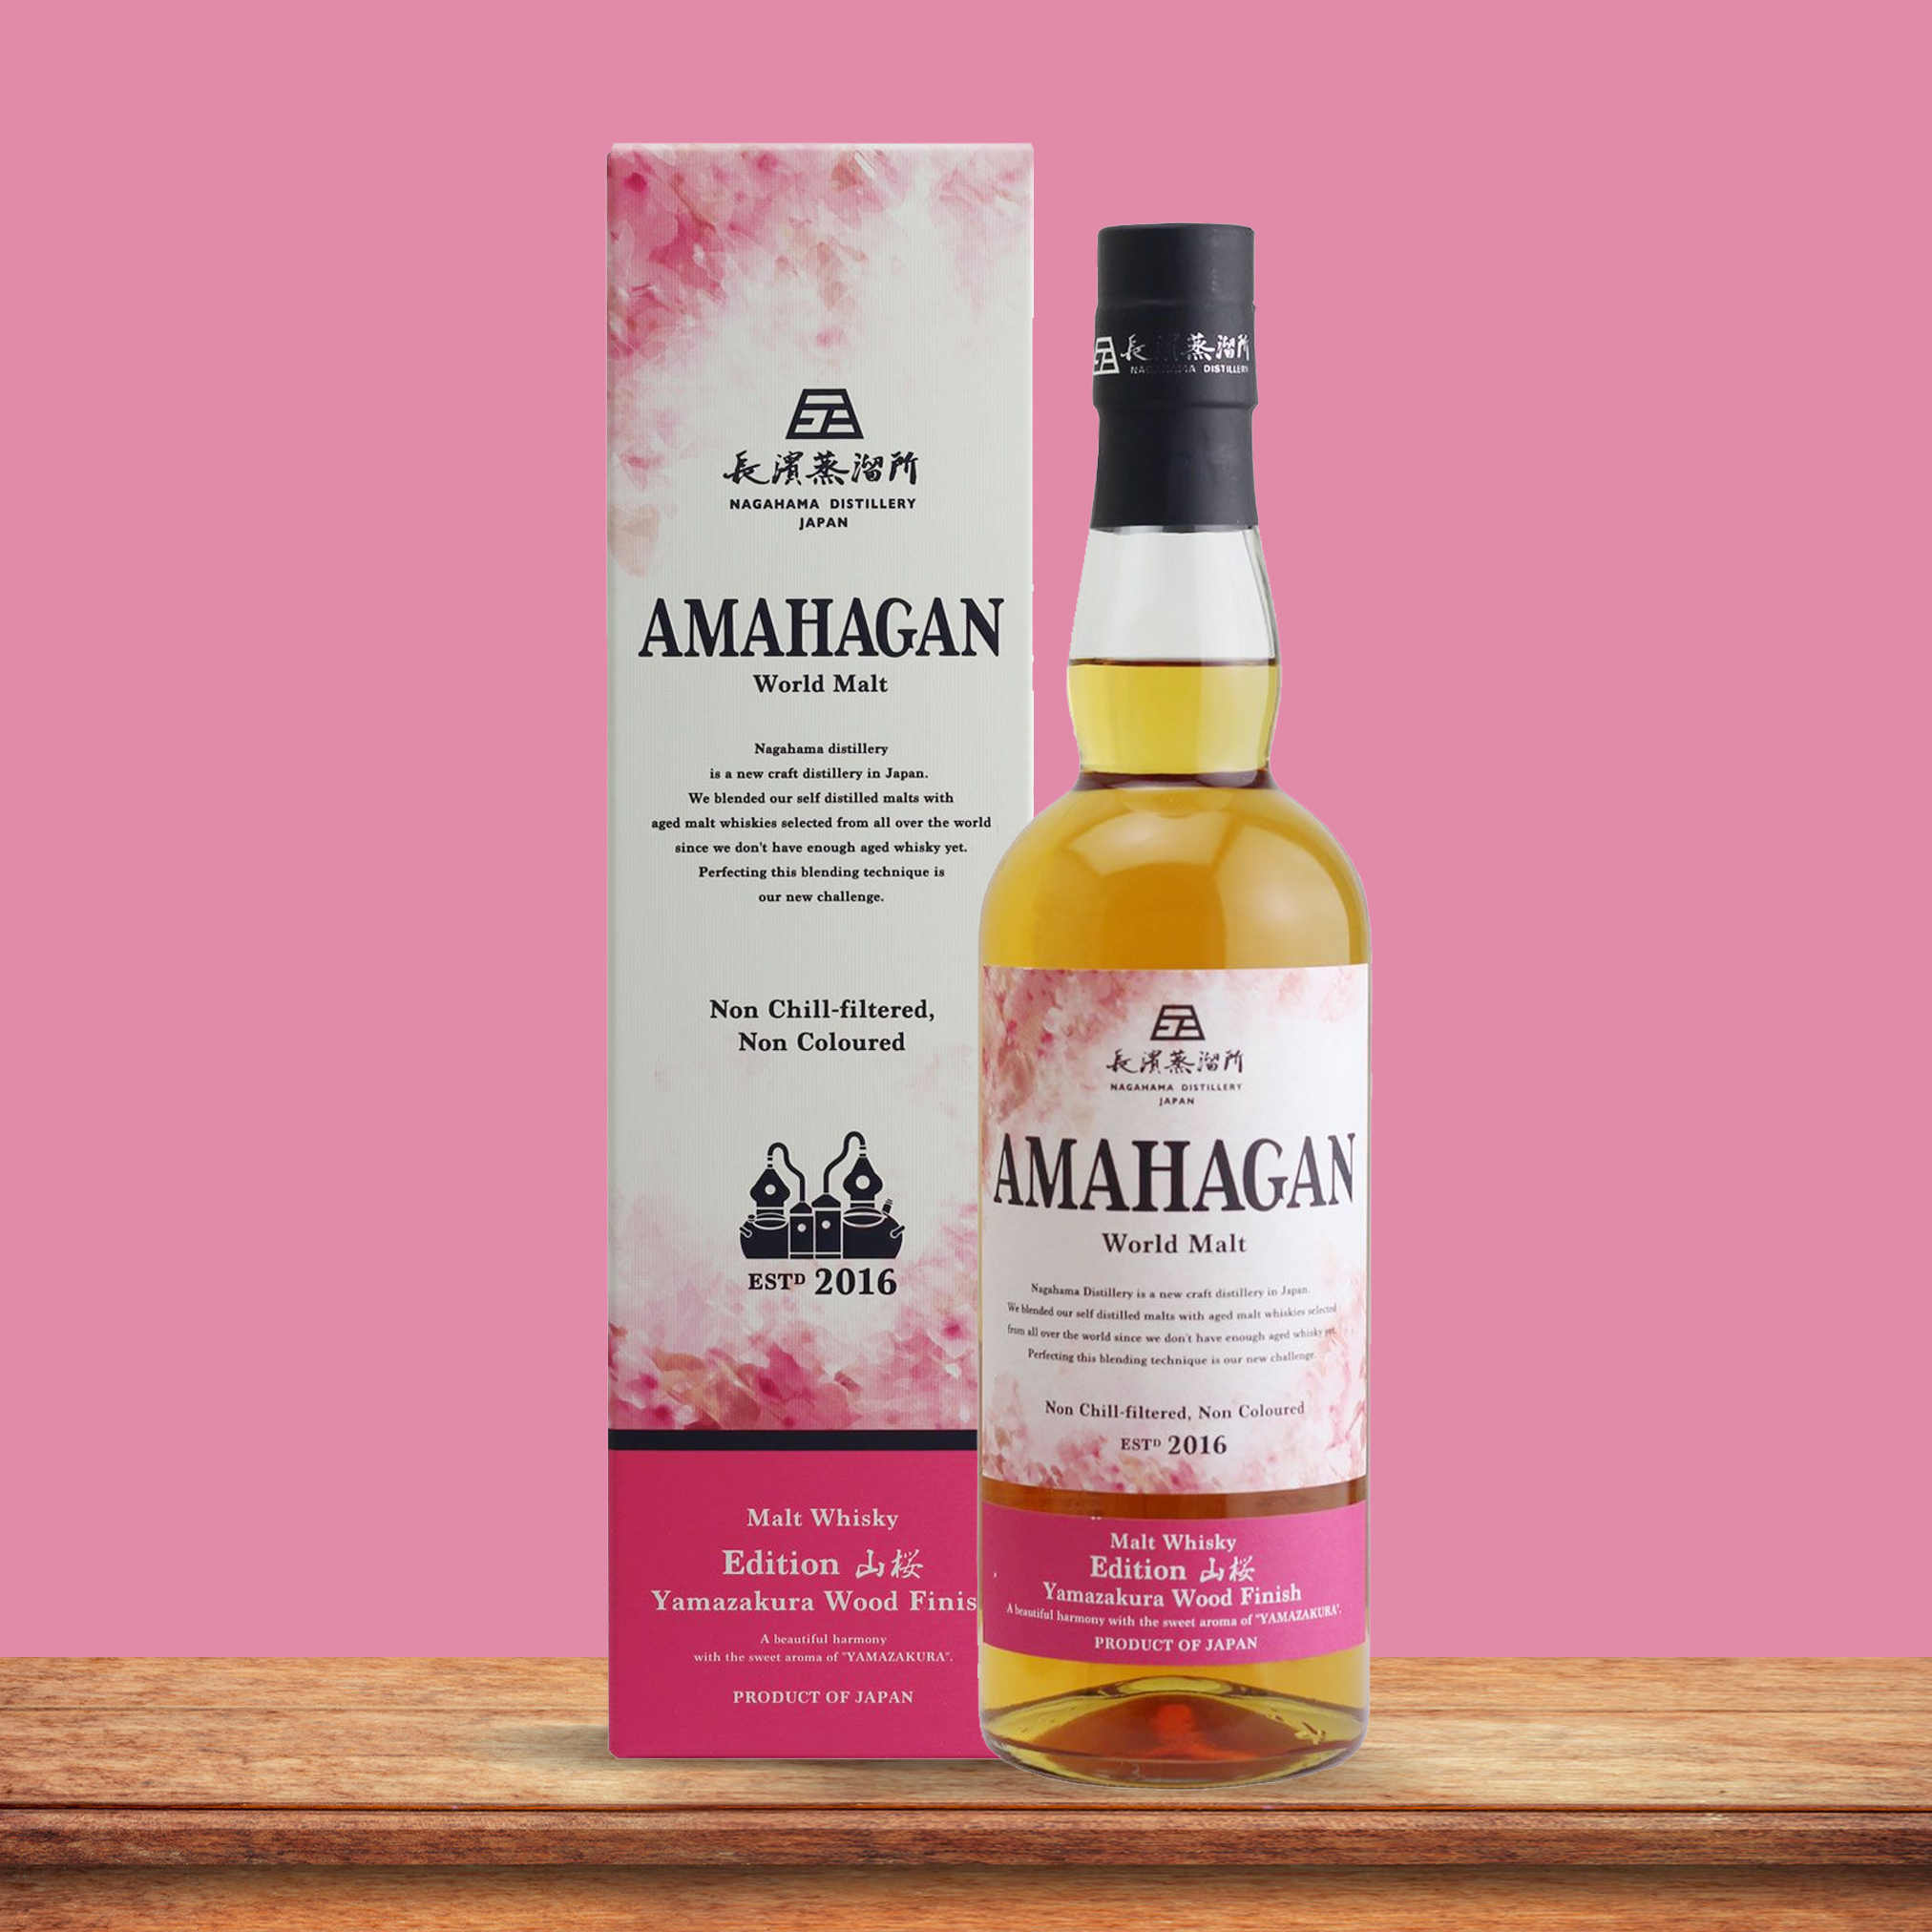 長濱蒸溜所
NAGAHAMA DISTILLERY
JAPAN
AMAHAGAN
World Malt
Nagahama distillery
is a new craft distillery in Japan.
We blended our self distilled malts with
aged malt whiskies selected from all over the world
since we don't have enough aged whisky yet.
Perfecting this blending technique is
our new challenge.
Non Chill-filtered,
Non Coloured
ESTD 2016
Malt Whisky
Edition 山桜
Yamazakura Wood Finis
A beautiful harmony
with the sweet aroma of "YAMAZAKURA".
PRODUCT OF JAPAN
長濱蒸溜所
NAGAHAMA DISTILLERY
長濱蒸溜所
NAGAHAMA DISTILLERY
JAPAN
AMAHAGAN
World Malt
Nagahama Distillery is a new craft distillery in Japan.
We blended our self distilled malts with aged malt whiskies selected
from all over the world since we don't have enough aged whisky yet.
Perfecting this blending technique is our new challenge.
Non Chill-filtered, Non Coloured
ESTD 2016
Malt Whisky
Edition 山桜
Yamazakura Wood Finish
A beautiful harmony with the sweet aroma of "YAMAZAKURA".
PRODUCT OF JAPAN